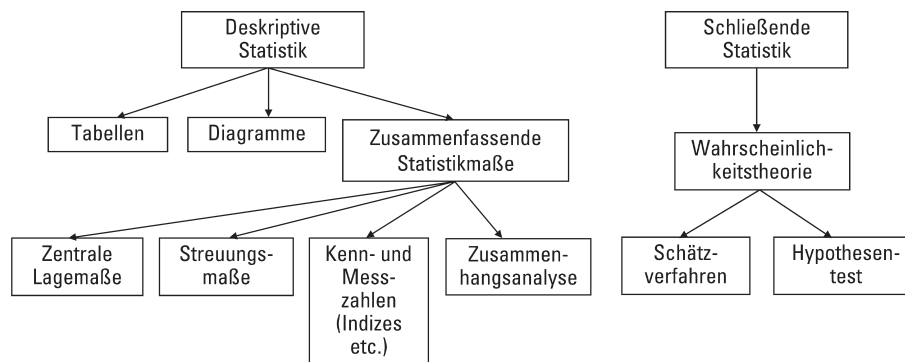 Deskriptive
Statistik
Schließende
Statistik
Tabellen
Diagramme
Zusammenfassende
Statistikmaße
Wahrscheinlich-
keitstheorie
Zentrale
Lagemaße
Streuungs-
maße
Kenn- und
Mess-
zahlen
(Indizes
etc.)
Zusammen-
hangsanalyse
Schätz-
verfahren
Hypothesen-
test